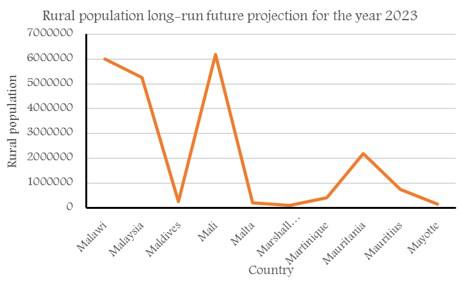 Rural population long-run future projection for the year 2023
7000000
6000000
5000000
4000000
3000000
2000000
1000000
0
Rural population
Malawi
Malaysia
Maldives
Mali
Malta
Marshall...
Martinique
Mauritania
Mauritius
Mayotte
Country